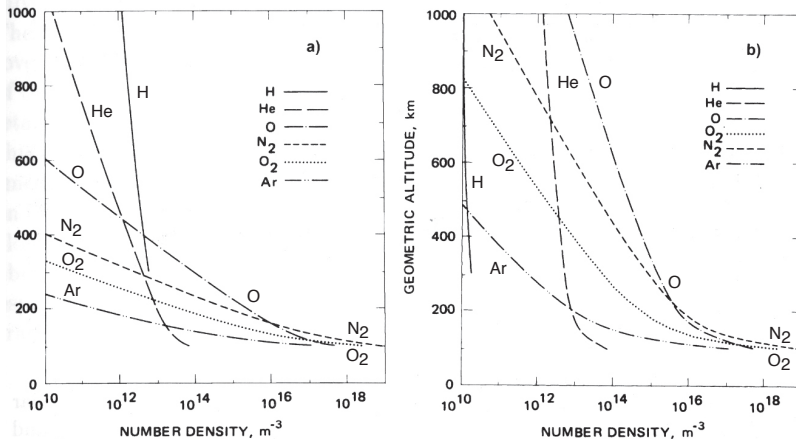 1000
800
600
400
200
0
10^10
10^12
10^14
10^16
10^18
NUMBER DENSITY, m^-3
a)
H
He
O
N2
O2
Ar
He
H
O
N2
O2
Ar
O
N2
O2
GEOMETRIC ALTITUDE, km
1000
800
600
400
200
0
10^10
10^12
10^14
10^16
10^18
NUMBER DENSITY, m^-3
b)
H
He
O
O2
N2
Ar
N2
He
O
O2
H
Ar
O
N2
O2